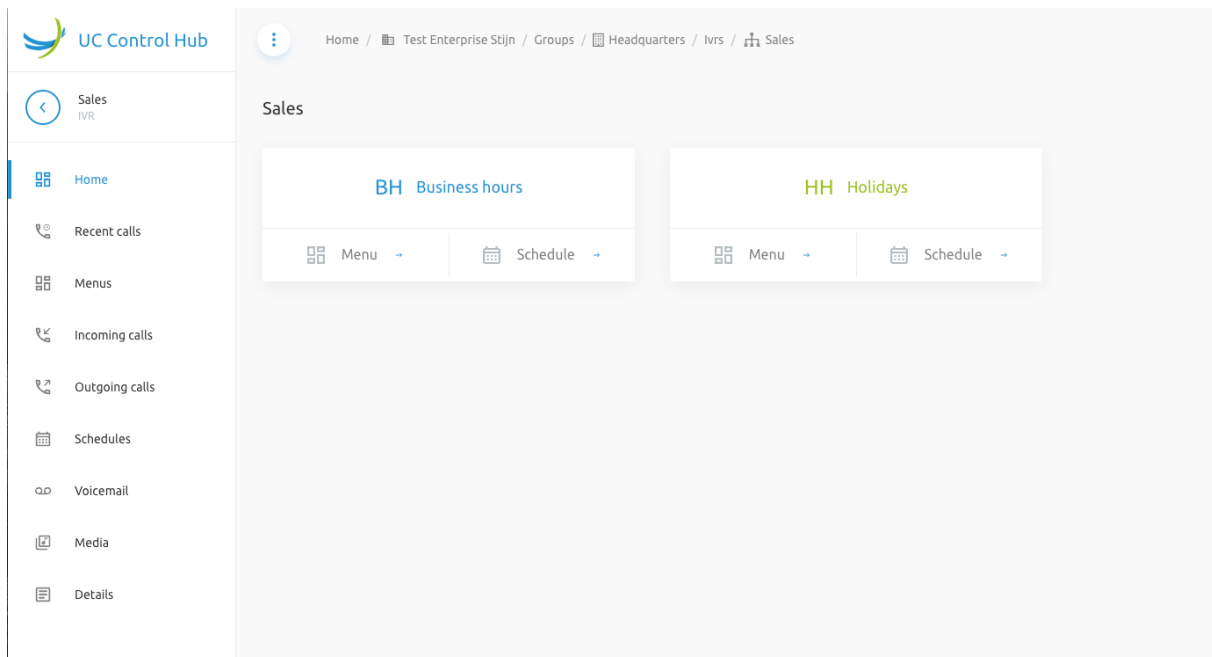 UC Control Hub
Home / Test Enterprise Stijn / Groups / Headquarters / Ivrs / Sales
Sales
IVR
Home
Recent calls
Menus
Incoming calls
Outgoing calls
Schedules
Voicemail
Media
Details
Sales
BH Business hours
Menu → Schedule →
HH Holidays
Menu → Schedule →